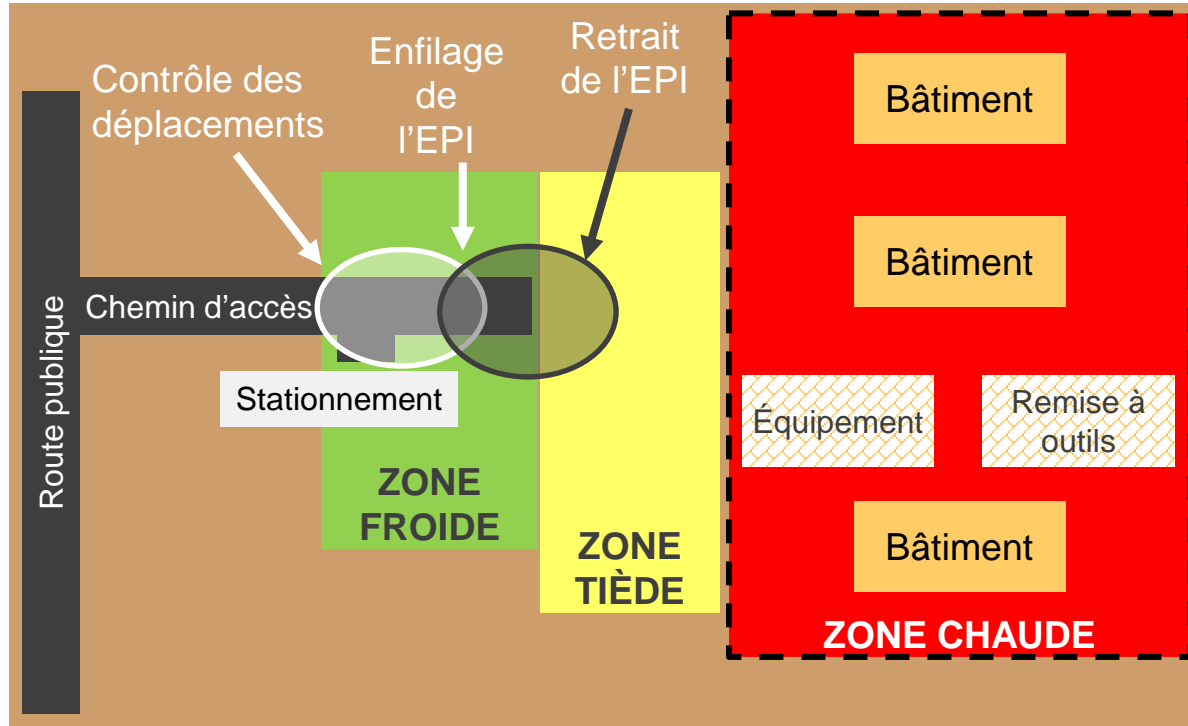 Contrôle des
déplacements
Enfilage
de
l’EPI
Retrait
de l’EPI
Bâtiment
Bâtiment
Route publique
Chemin d’accès
Stationnement
Équipement
Remise à
outils
ZONE
FROIDE
ZONE
TIÈDE
Bâtiment
ZONE CHAUDE